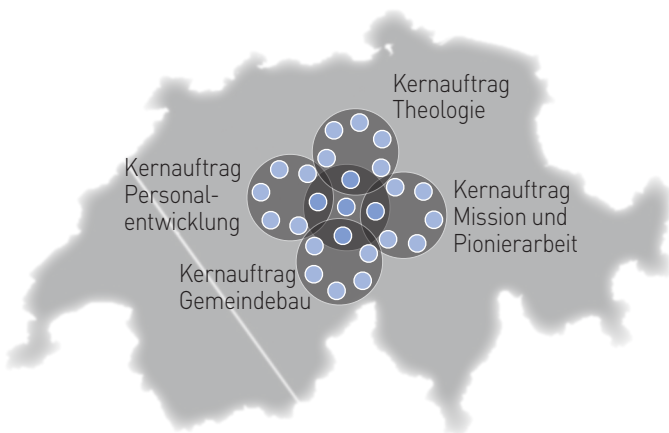 Kernauftrag
Theologie
Kernauftrag
Personal-
entwicklung
Kernauftrag
Mission und
Pionierarbeit
Kernauftrag
Gemeindebau